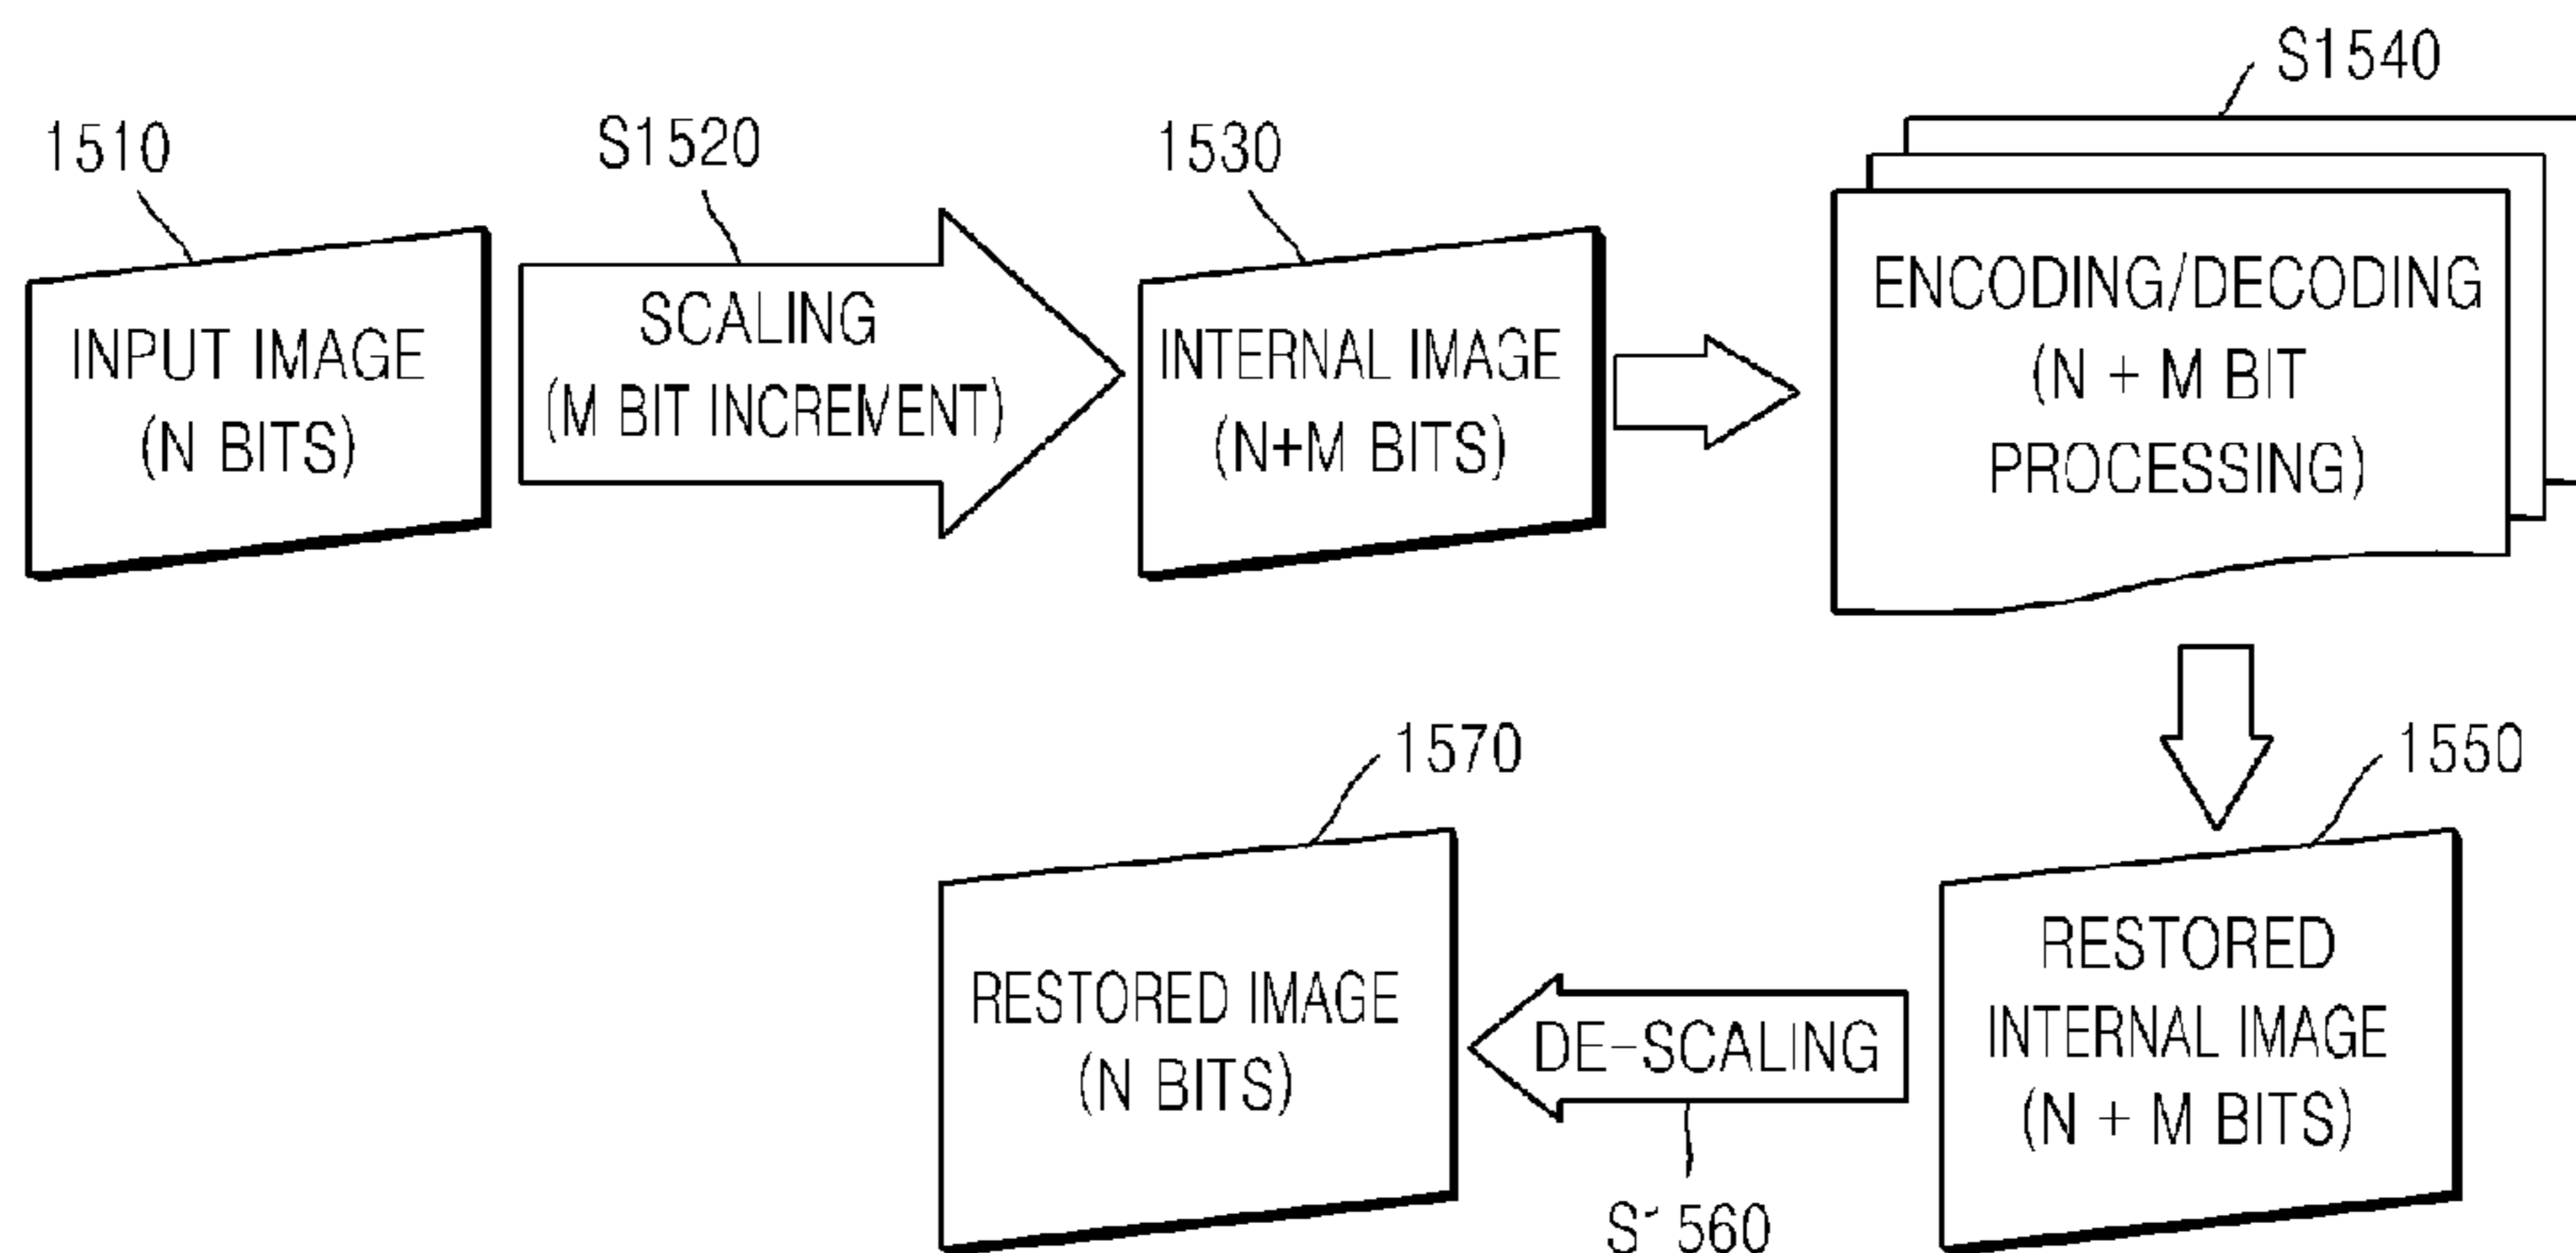 1510
INPUT IMAGE
(N BITS)
S1520
SCALING
(M BIT INCREMENT)
1530
INTERNAL IMAGE
(N+M BITS)
S1540
ENCODING/DECODING
(N + M BIT
PROCESSING)
1550
RESTORED
INTERNAL IMAGE
(N + M BITS)
DE-SCALING
S1560
1570
RESTORED IMAGE
(N BITS)